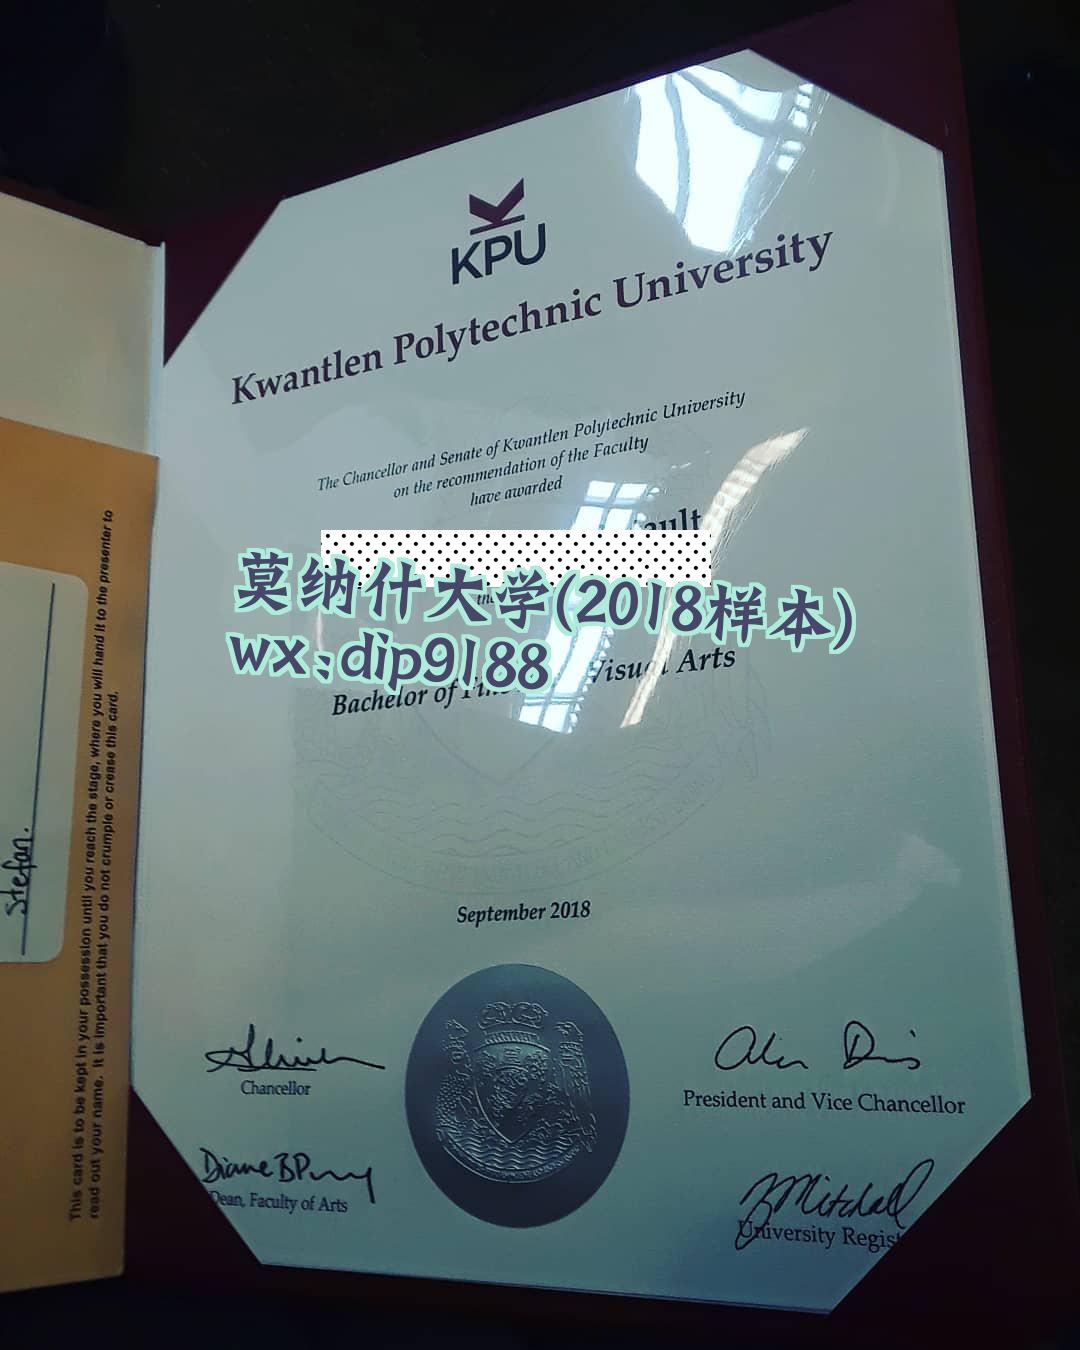 KPU
Kwantlen Polytechnic University
The Chancellor and Senate of Kwantlen Polytechnic University
on the recommendation of the Faculty
have awarded
莫纳什大学(2018样本)
wx:dip9188
Bachelor of Visual Arts
September 2018
Chancellor
President and Vice Chancellor
Diane B
Dean, Faculty of Arts
Mitchell
University
This card is to be kept in your possession until you reach the stage, where you will hand it to the presenter to
read out your name. It is important that you do not crumple or crease this card.
Stefan.